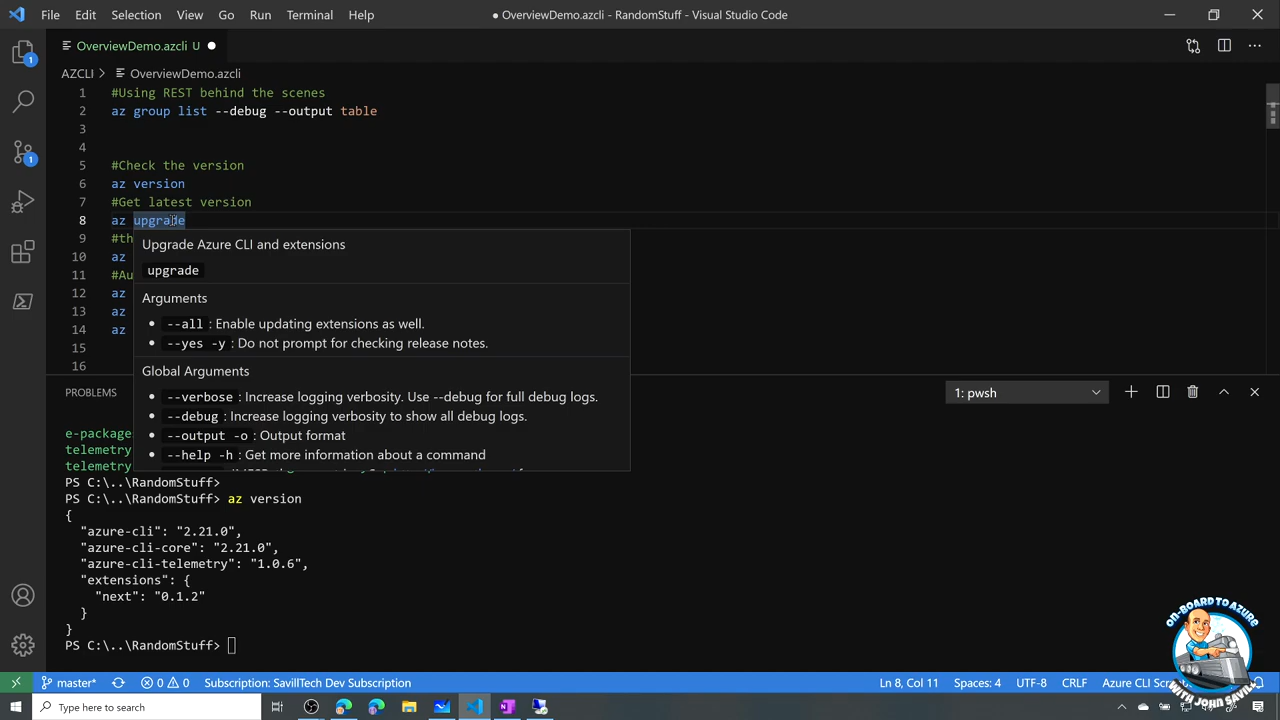 File Edit Selection View Go Run Terminal Help
● OverviewDemo.azcli - RandomStuff - Visual Studio Code
OverviewDemo.azcli U ●
AZCLI > OverviewDemo.azcli
1 #Using REST behind the scenes
2 az group list --debug --output table
3
4
5 #Check the version
6 az version
7 #Get latest version
8 az upgrade
9 #th
10 az
11 #Au
12 az
13 az
14 az
15
16
Upgrade Azure CLI and extensions
upgrade
Arguments
• --all : Enable updating extensions as well.
• --yes -y : Do not prompt for checking release notes.
Global Arguments
• --verbose : Increase logging verbosity. Use --debug for full debug logs.
• --debug : Increase logging verbosity to show all debug logs.
• --output -o : Output format
• --help -h : Get more information about a command
PROBLEMS
1: pwsh
e-package
telemetry
telemetry
PS C:\..\RandomStuff>
PS C:\..\RandomStuff> az version
{
"azure-cli": "2.21.0",
"azure-cli-core": "2.21.0",
"azure-cli-telemetry": "1.0.6",
"extensions": {
"next": "0.1.2"
}
}
PS C:\..\RandomStuff>
ON-BOARD TO AZURE
WITH JOHN SAVILL
master* 0 0 Subscription: SavillTech Dev Subscription
Ln 8, Col 11 Spaces: 4 UTF-8 CRLF Azure CLI Scr
Type here to search